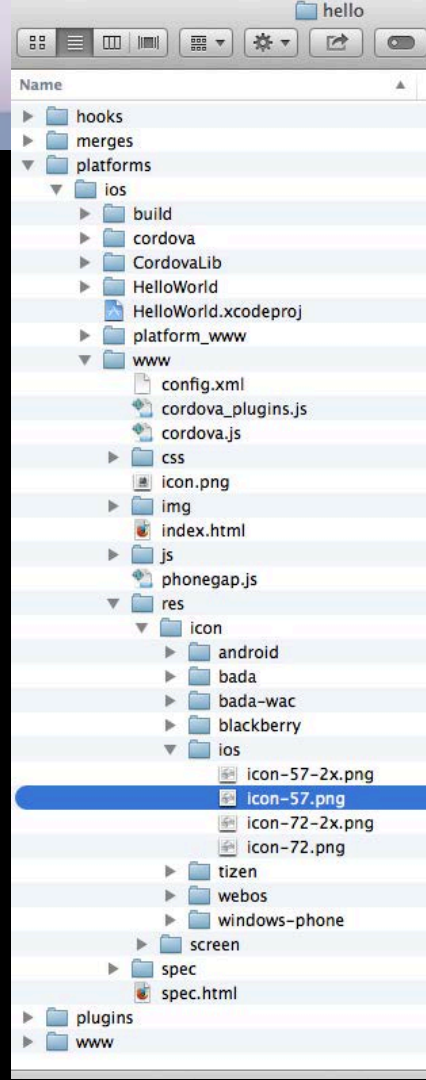 hello
Name
hooks
merges
platforms
ios
build
cordova
CordovaLib
HelloWorld
HelloWorld.xcodeproj
platform_www
www
config.xml
cordova_plugins.js
cordova.js
css
icon.png
img
index.html
js
phonegap.js
res
icon
android
bada
bada-wac
blackberry
ios
icon-57-2x.png
icon-57.png
icon-72-2x.png
icon-72.png
tizen
webos
windows-phone
screen
spec
spec.html
plugins
www